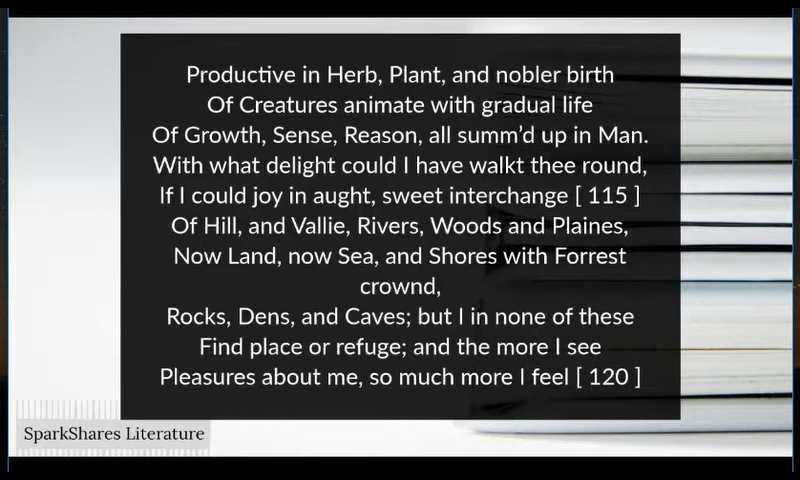 Productive in Herb, Plant, and nobler birth
Of Creatures animate with gradual life
Of Growth, Sense, Reason, all summ’d up in Man.
With what delight could I have walkt thee round,
If I could joy in aught, sweet interchange [ 115 ]
Of Hill, and Vallie, Rivers, Woods and Plaines,
Now Land, now Sea, and Shores with Forrest
crownd,
Rocks, Dens, and Caves; but I in none of these
Find place or refuge; and the more I see
Pleasures about me, so much more I feel [ 120 ]
SparkShares Literature